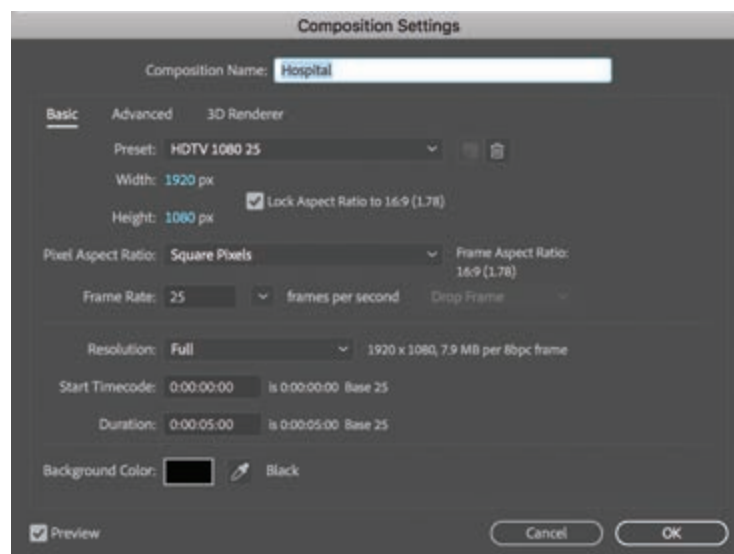 Composition Settings
Composition Name: Hospital
Basic Advanced 3D Renderer
Preset: HDTV 1080 25
Width: 1920 px
Lock Aspect Ratio to 16:9 (1.78)
Height: 1080 px
Pixel Aspect Ratio: Square Pixels
Frame Aspect Ratio:
16:9 (1.78)
Frame Rate: 25 frames per second Drop Frame
Resolution: Full 1920 x 1080, 7.9 MB per 8bpc frame
Start Timecode: 0:00:00:00 is 0:00:00:00 Base 25
Duration: 0:00:05:00 is 0:00:05:00 Base 25
Background Color: Black
Preview Cancel OK